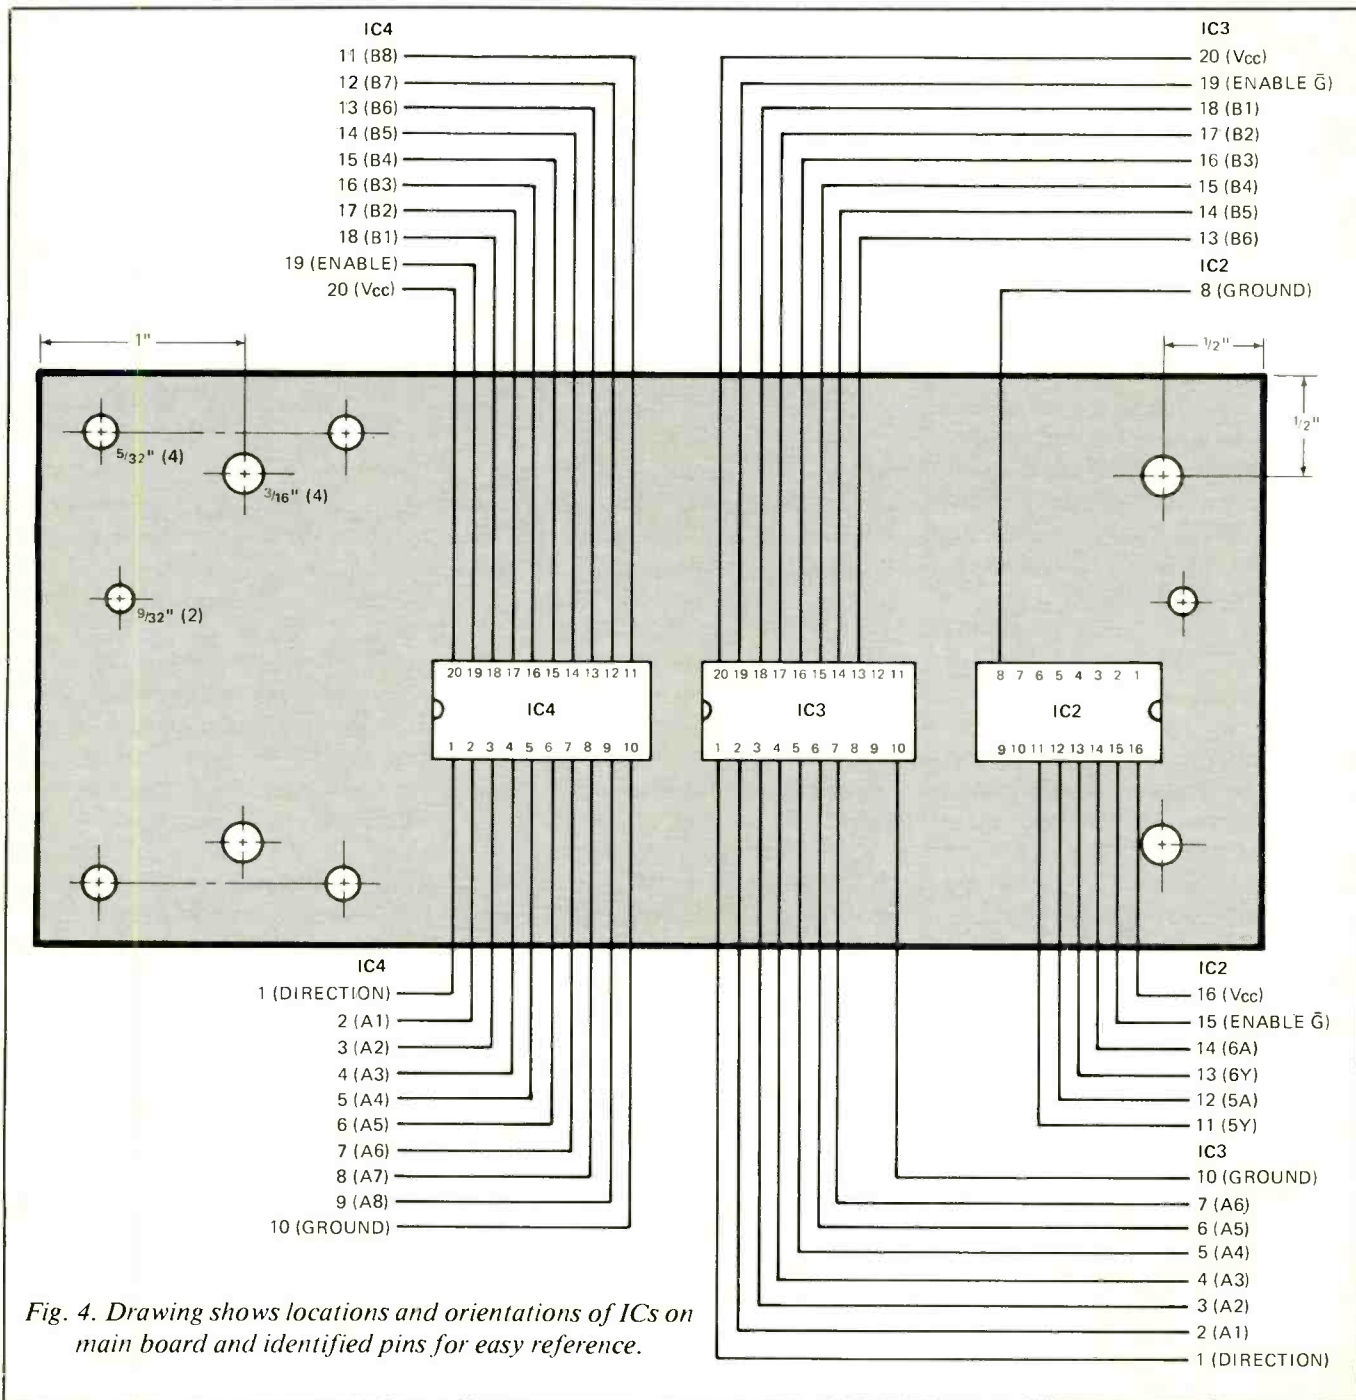 IC4
11 (B8)
12 (B7)
13 (B6)
14 (B5)
15 (B4)
16 (B3)
17 (B2)
18 (B1)
19 (ENABLE)
20 (Vcc)
IC3
20 (Vcc)
19 (ENABLE G̅)
18 (B1)
17 (B2)
16 (B3)
15 (B4)
14 (B5)
13 (B6)
IC2
8 (GROUND)
1"
1/2"
1/2"
5/32" (4)
3/16" (4)
9/32" (2)
20 19 18 17 16 15 14 13 12 11
IC4
1 2 3 4 5 6 7 8 9 10
20 19 18 17 16 15 14 13 12 11
IC3
1 2 3 4 5 6 7 8 9 10
8 7 6 5 4 3 2 1
IC2
9 10 11 12 13 14 15 16
IC4
1 (DIRECTION)
2 (A1)
3 (A2)
4 (A3)
5 (A4)
6 (A5)
7 (A6)
8 (A7)
9 (A8)
10 (GROUND)
IC2
16 (Vcc)
15 (ENABLE G̅)
14 (6A)
13 (6Y)
12 (5A)
11 (5Y)
IC3
10 (GROUND)
7 (A6)
6 (A5)
5 (A4)
4 (A3)
3 (A2)
2 (A1)
1 (DIRECTION)
Fig. 4. Drawing shows locations and orientations of ICs on
main board and identified pins for easy reference.